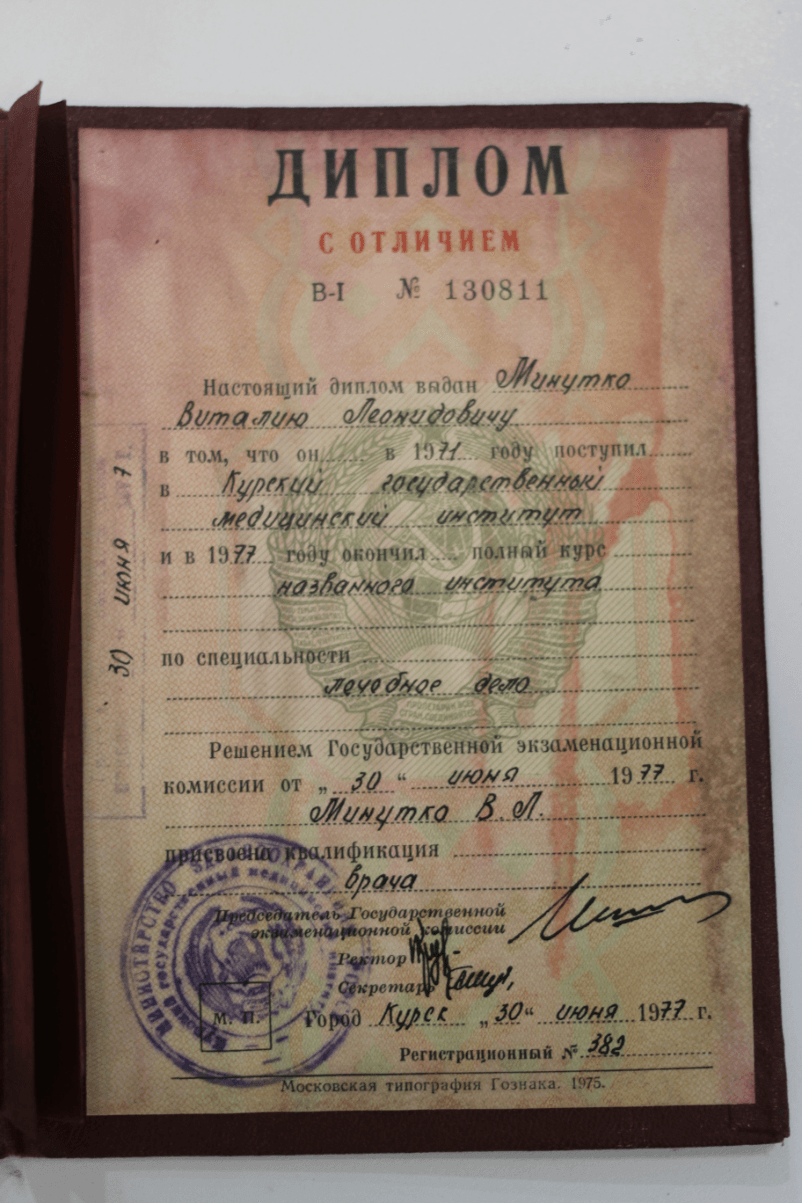 ДИПЛОМ
С ОТЛИЧИЕМ
В-I № 130811
Настоящий диплом выдан Минутко
Виталию Леонидовичу
в том, что он в 1971 году поступил
в Курский государственный
медицинский институт
и в 1977 году окончил полный курс
названного института
по специальности
лечебное дело
Решением Государственной экзаменационной
комиссии от „30“ июня 1977 г.
Минутко В. Л.
присвоена квалификация
врача
Председатель Государственной
экзаменационной комиссии
Ректор
Секретарь
М. П.
Город Курск „30“ июня 1977 г.
Регистрационный № 382
Московская типография Гознака. 1975.
30 июня 7
МИНИСТЕРСТВО